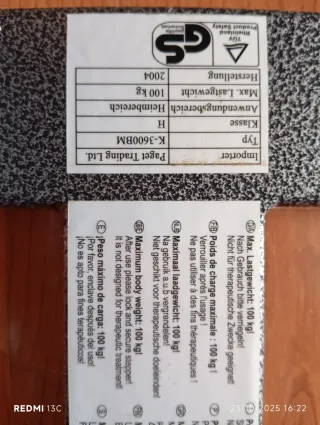 TÜV
Rheinland
Product Safety
GS
Importer Paget Trading Ltd.
Typ K-3600BM
Klasse H
Anwendungsbereich Heimbereich
Max. Lastgewicht 100 kg
Herstellung 2004
Max. Lastgewicht: 100 kg!
Nach Gebrauch bitte verriegeln!
Nicht für therapeutische Zwecke geeignet!
Poids de charge maximale : 100 kg !
Verrouiller après l'usage !
Ne pas utiliser à des fins thérapeutiques !
Maximaal laadgewicht: 100 kg!
Na gebruik a.u.b vergrendelen!
Niet geschikt voor therapeutische doeleinden!
Maximum body weight: 100 kg!
After use please lock and secure stopper!
It is not designed for therapeutic treatment!
E ¡Peso máximo de carga: 100 kg!
¡Por favor, enclave después del uso!
¡No es apto para fines terapéuticos!
REDMI 13C
2025 16:22